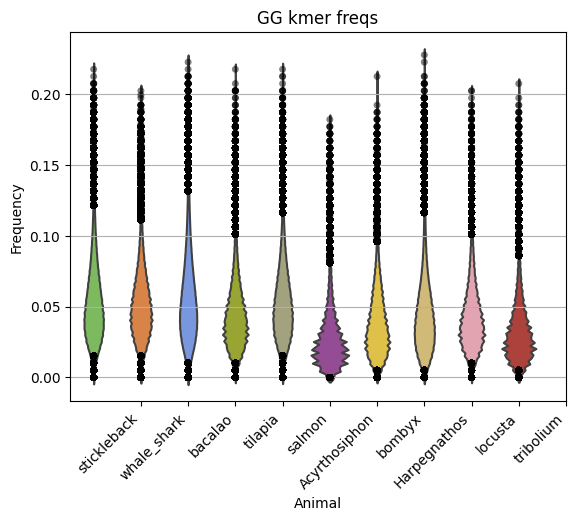 GG kmer freqs
Frequency
0.20
0.15
0.10
0.05
0.00
stickleback
whale_shark
bacalao
tilapia
salmon
Acyrthosiphon
bombyx
Harpegnathos
locusta
tribolium
Animal